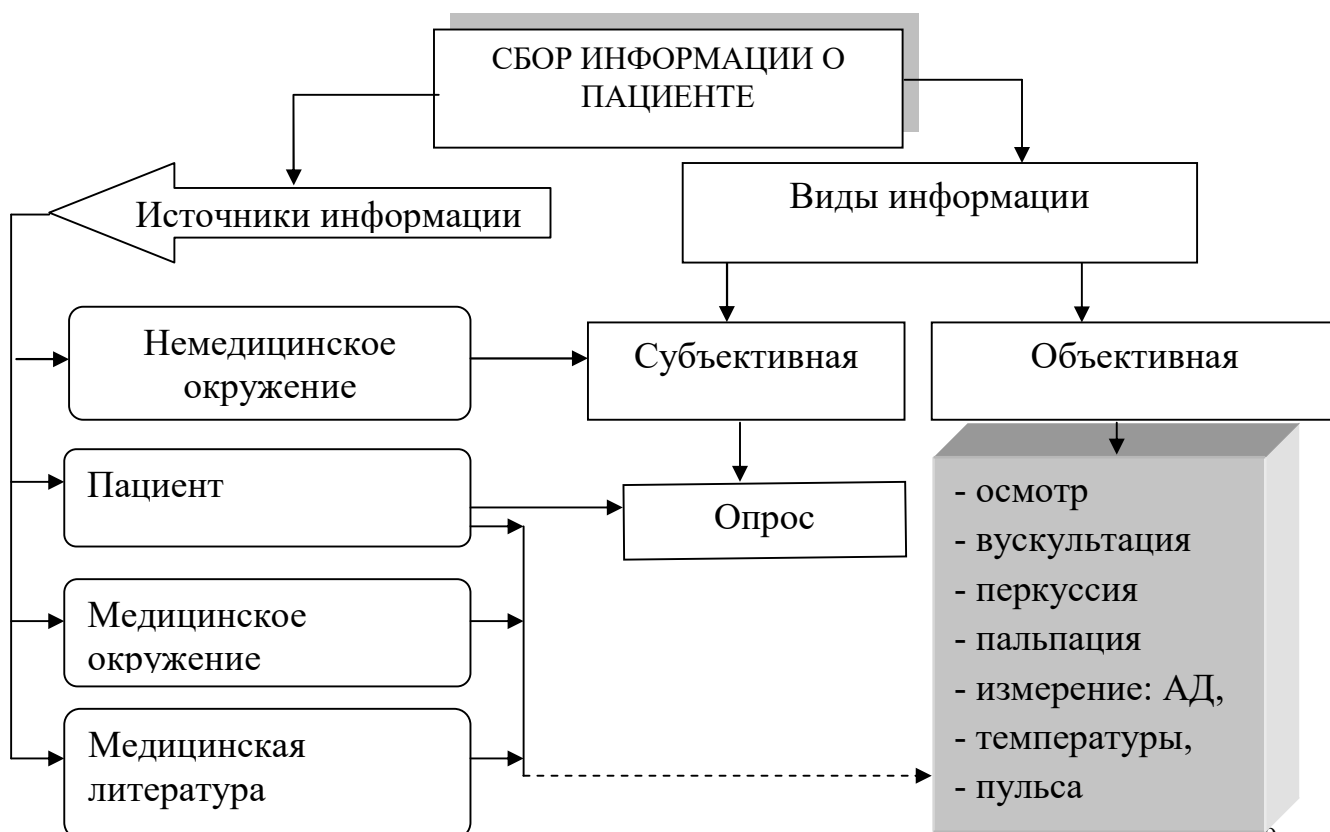 СБОР ИНФОРМАЦИИ О
ПАЦИЕНТЕ
Источники информации
Виды информации
Немедицинское
окружение
Субъективная
Объективная
Пациент
Опрос
Медицинское
окружение
Медицинская
литература
- осмотр
- вускультация
- перкуссия
- пальпация
- измерение: АД,
- температуры,
- пульса